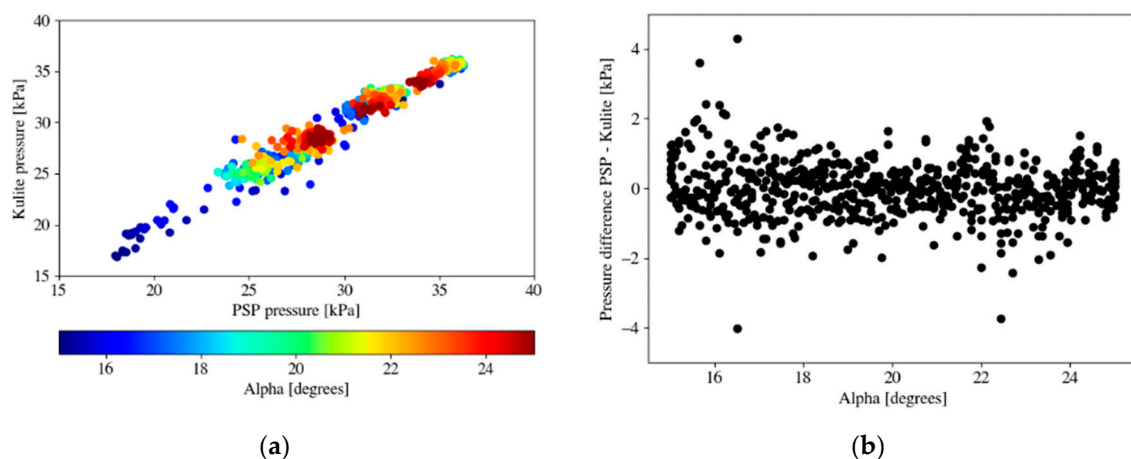 40
35
30
25
20
15
Kulite pressure [kPa]
15 20 25 30 35 40
PSP pressure [kPa]
16 18 20 22 24
Alpha [degrees]
(a)
4
2
0
−2
−4
Pressure difference PSP - Kulite [kPa]
16 18 20 22 24
Alpha [degrees]
(b)